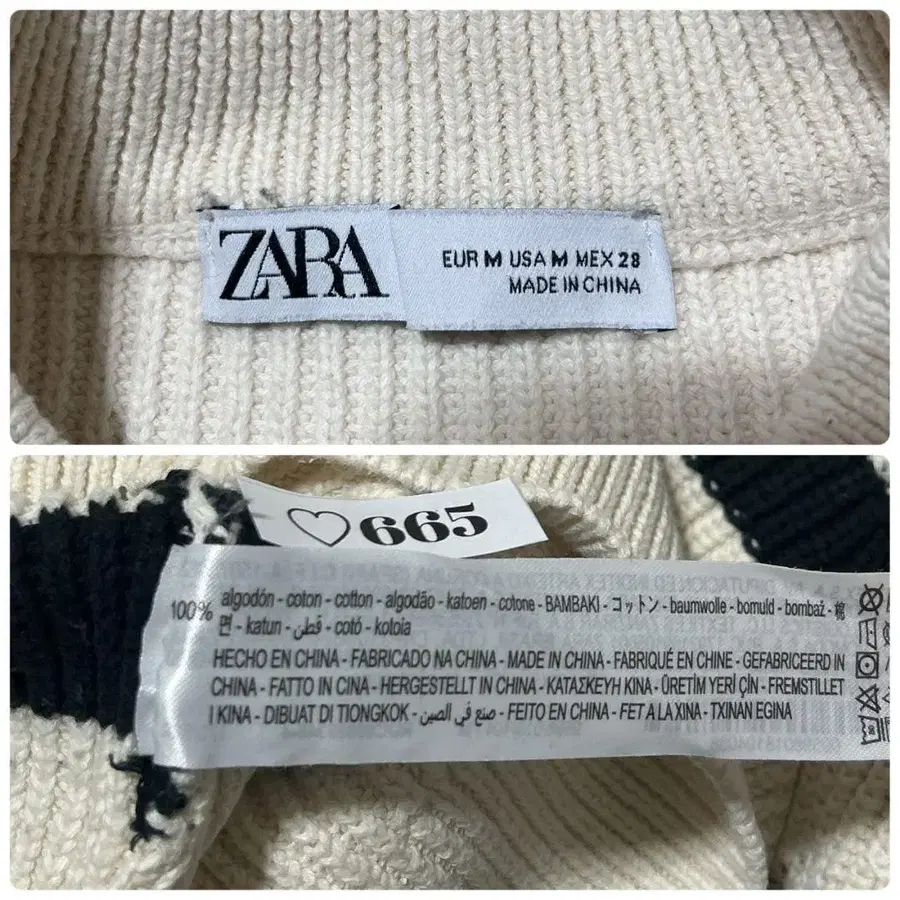 ZARA
EUR M USA M MEX 28
MADE IN CHINA
♡665
100% algodón - coton - cotton - algodão - katoen - cotone - BAMBAKI - コットン - baumwolle - bomuld - bombaž - 棉
면 - katun - قطن - cotó - kotoia
HECHO EN CHINA - FABRICADO NA CHINA - MADE IN CHINA - FABRIQUÉ EN CHINE - GEFABRICEERD IN
CHINA - FATTO IN CINA - HERGESTELLT IN CHINA - ΚΑΤΑΣΚΕΥΗ ΚΙΝΑ - ÜRETİM YERİ ÇİN - FREMSTILLET
I KINA - DIBUAT DI TIONGKOK - صنع في الصين - FEITO EN CHINA - FET A LA XINA - TXINAN EGINA